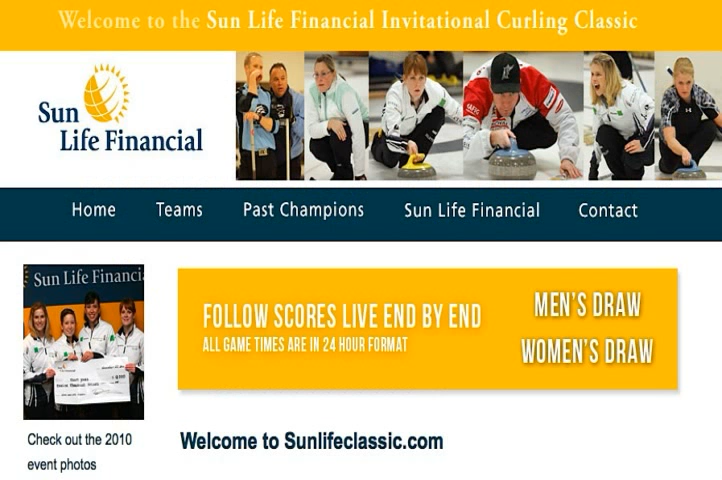 Welcome to the Sun Life Financial Invitational Curling Classic
Sun
Life Financial
Home Teams Past Champions Sun Life Financial Contact
Sun Life Financi
FOLLOW SCORES LIVE END BY END
ALL GAME TIMES ARE IN 24 HOUR FORMAT
MEN'S DRAW
WOMEN'S DRAW
Check out the 2010
event photos
Welcome to Sunlifeclassic.com